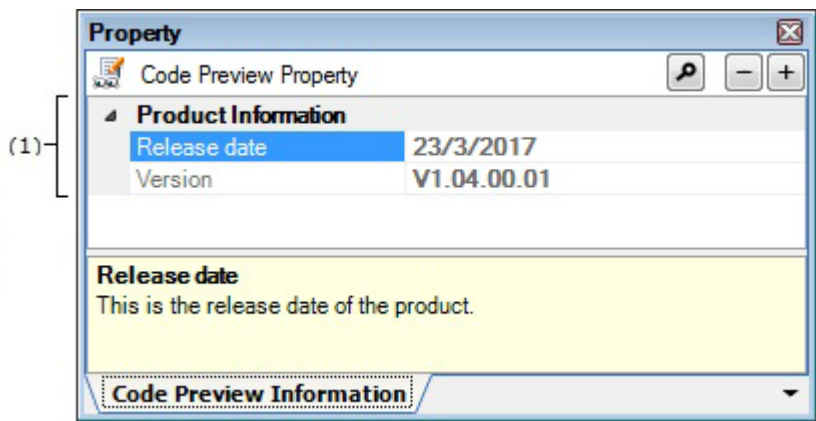 Property
Code Preview Property
(1)
Product Information
Release date 23/3/2017
Version V1.04.00.01
Release date
This is the release date of the product.
Code Preview Information